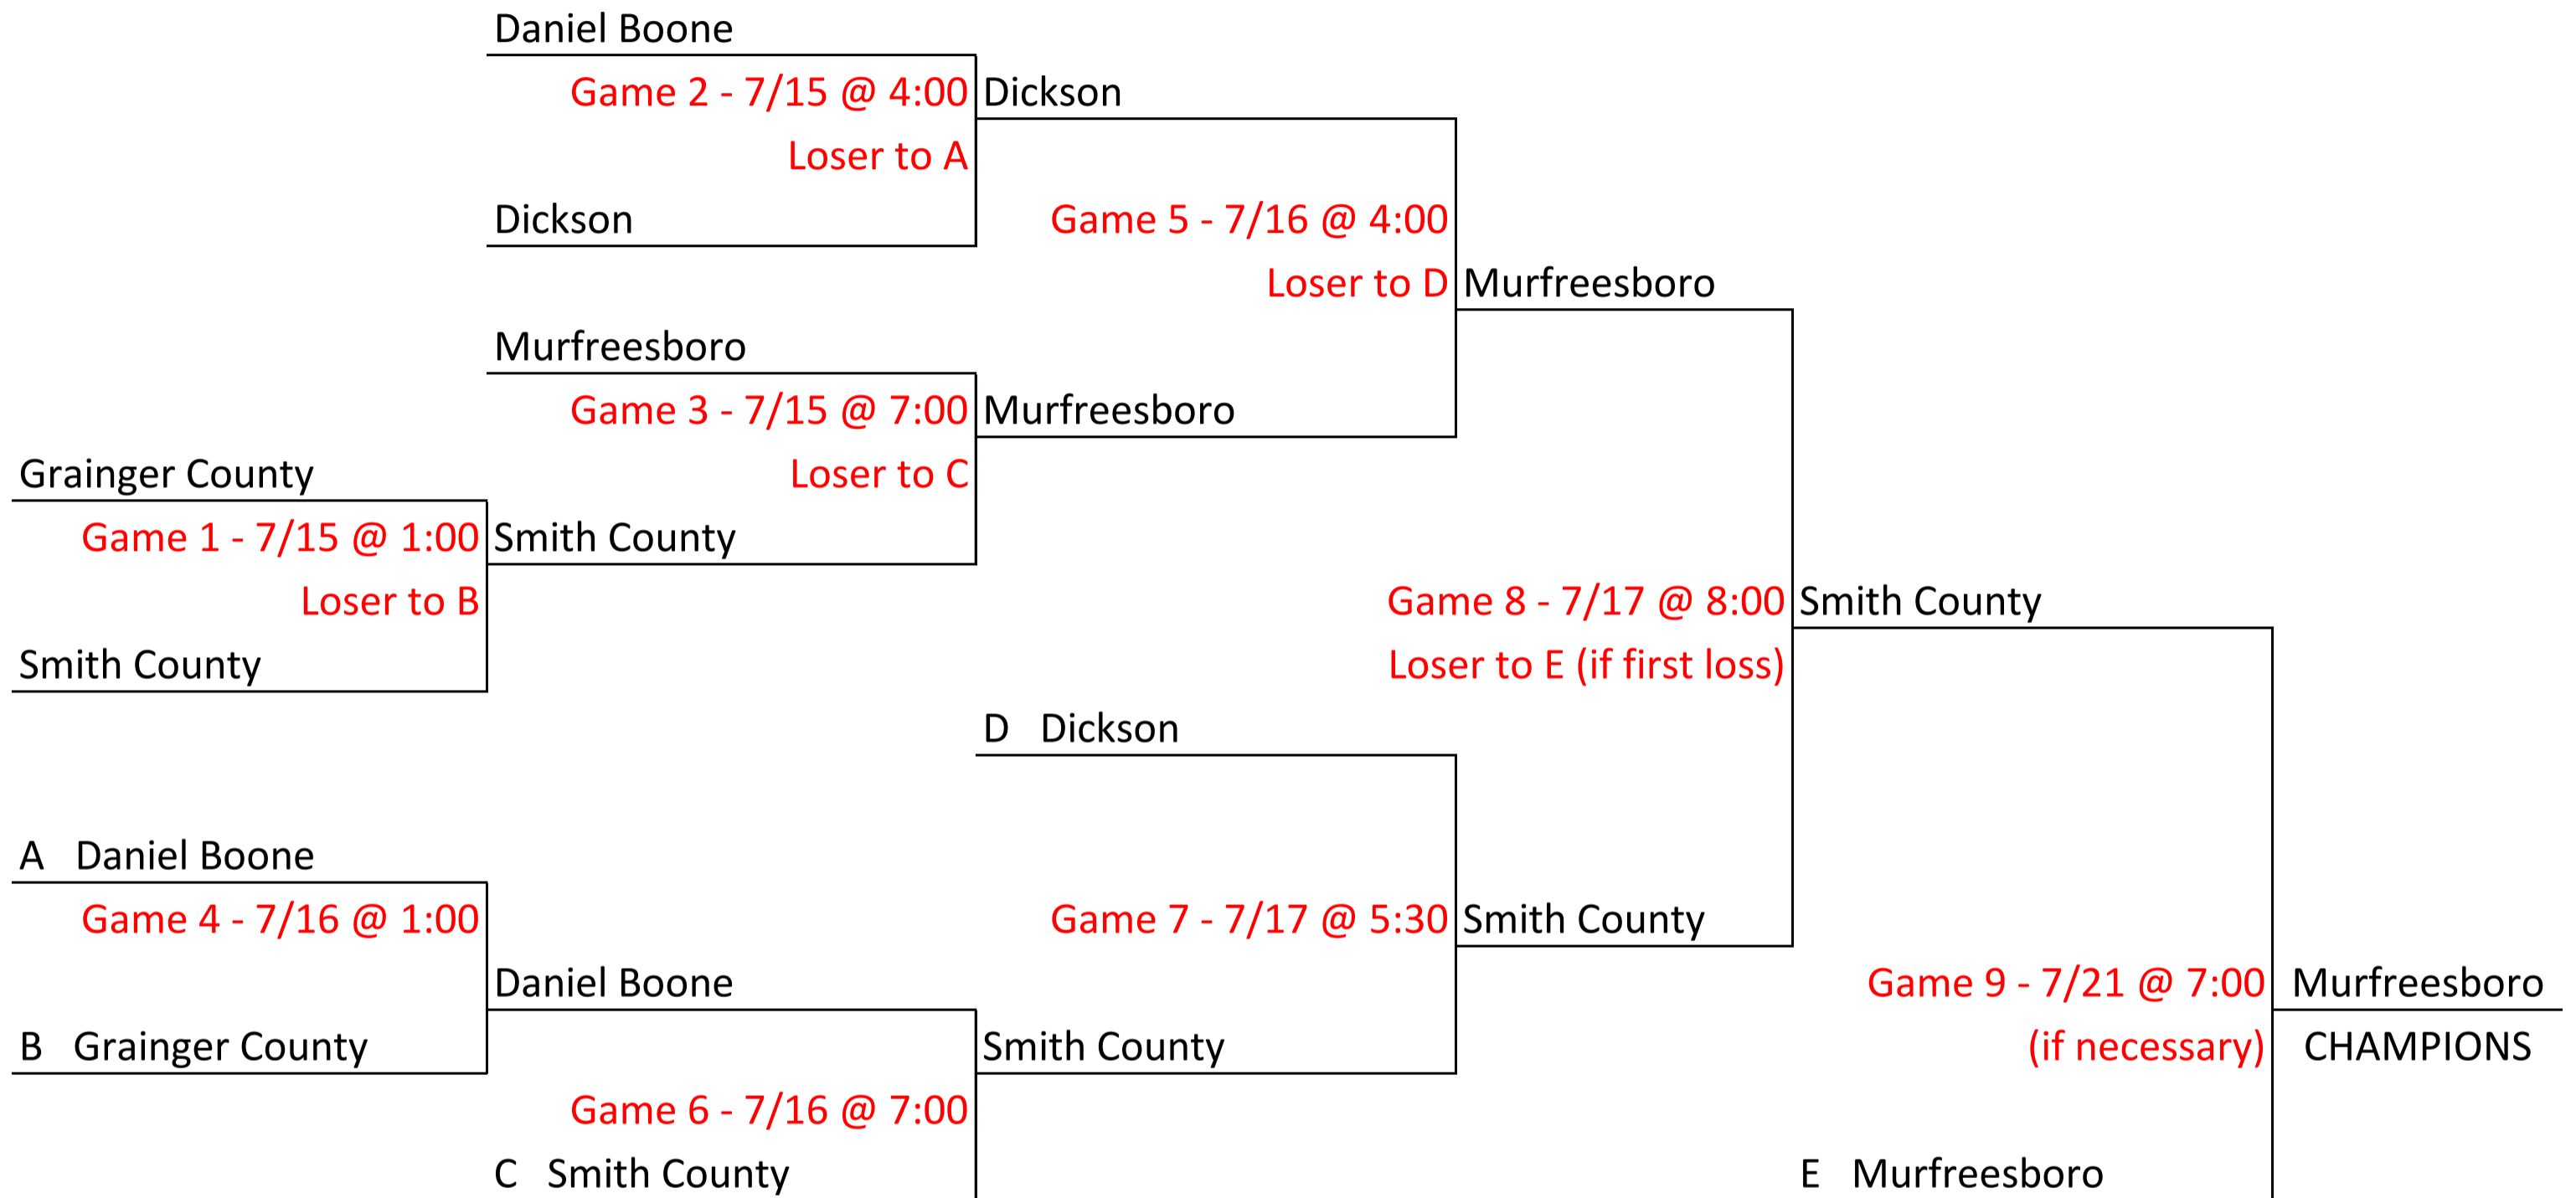 Daniel Boone
Game 2 - 7/15 @ 4:00 Dickson
Loser to A
Dickson Game 5 - 7/16 @ 4:00
Loser to D Murfreesboro
Murfreesboro
Game 3 - 7/15 @ 7:00 Murfreesboro
Grainger County Loser to C
Game 1 - 7/15 @ 1:00 Smith County
Loser to B Game 8 - 7/17 @ 8:00 Smith County
Smith County Loser to E (if first loss)
D Dickson
A Daniel Boone
Game 4 - 7/16 @ 1:00 Game 7 - 7/17 @ 5:30 Smith County
Daniel Boone Game 9 - 7/21 @ 7:00 Murfreesboro
B Grainger County Smith County (if necessary) CHAMPIONS
Game 6 - 7/16 @ 7:00
C Smith County E Murfreesboro